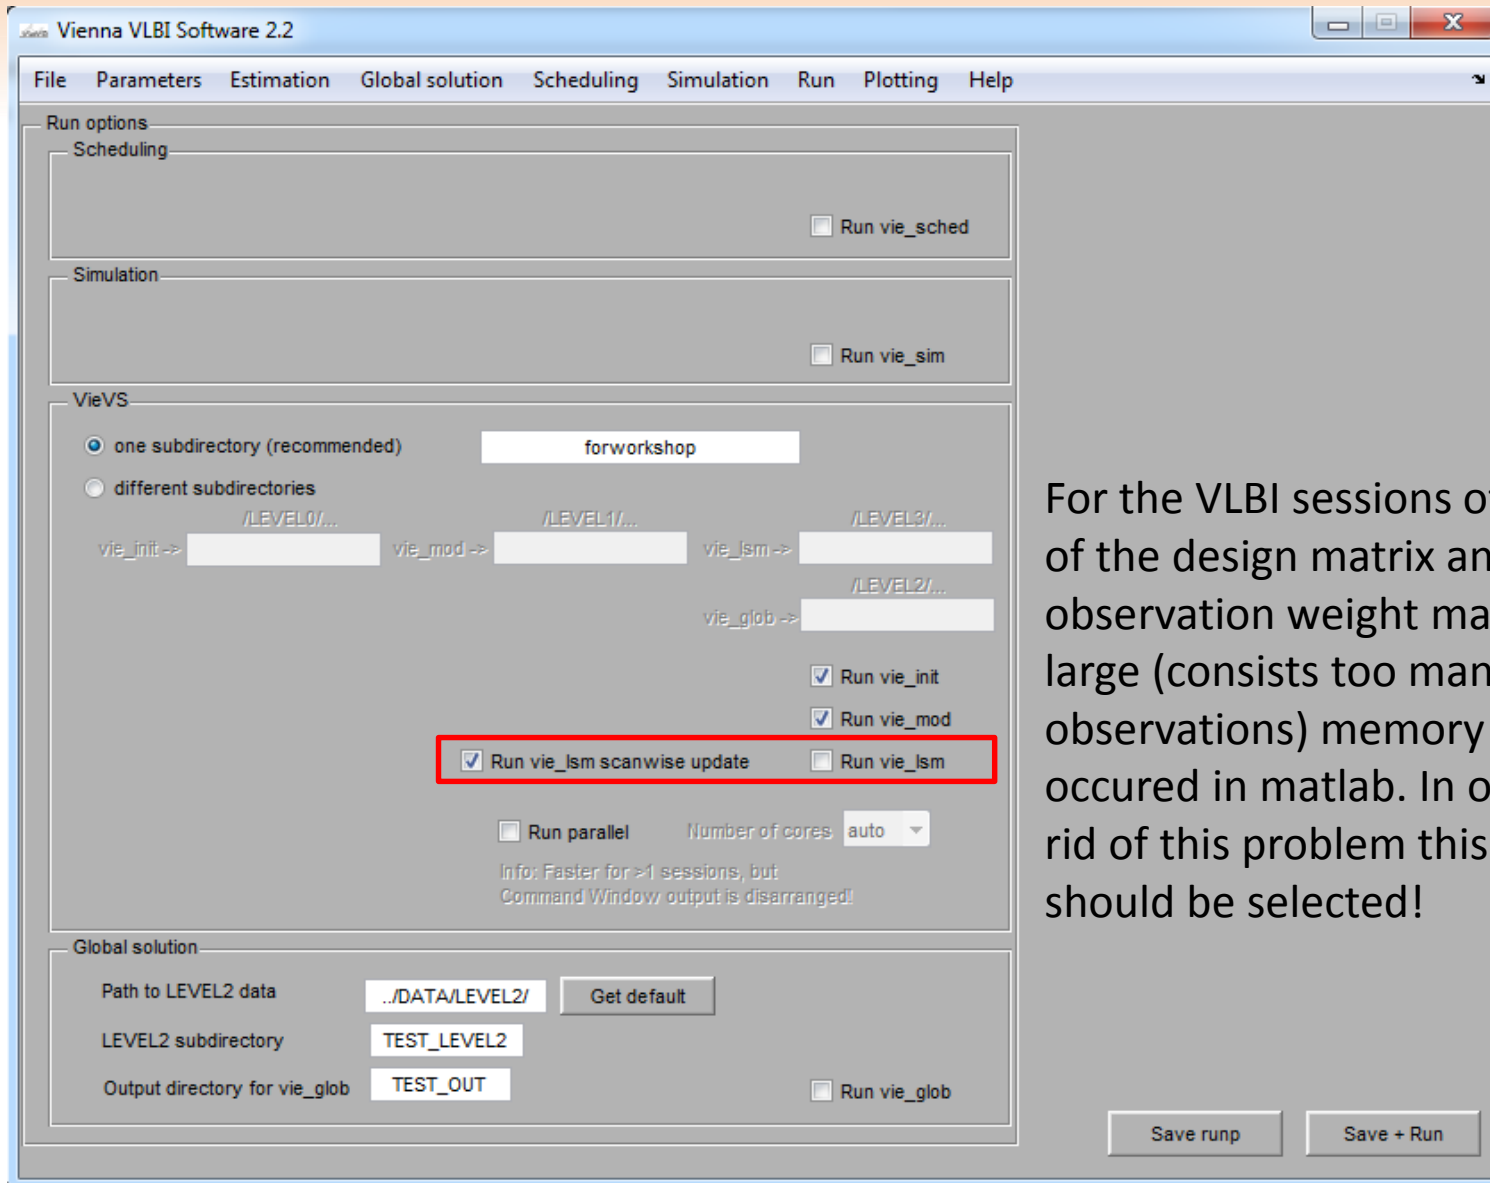 Vienna VLBI Software 2.2
File Parameters Estimation Global solution Scheduling Simulation Run Plotting Help
Run options
Scheduling
Run vie_sched
Simulation
Run vie_sim
VieVS
one subdirectory (recommended) forworkshop
different subdirectories
/LEVEL0/... /LEVEL1/... /LEVEL3/...
vie_init -> vie_mod -> vie_lsm ->
/LEVEL2/...
vie_glob ->
Run vie_init
Run vie_mod
Run vie_lsm scanwise update Run vie_lsm
Run parallel Number of cores auto
Info: Faster for >1 sessions, but
Command Window output is disarranged!
Global solution
Path to LEVEL2 data ../DATA/LEVEL2/ Get default
LEVEL2 subdirectory TEST_LEVEL2
Output directory for vie_glob TEST_OUT
Run vie_glob
For the VLBI sessions
of the design matrix
observation weight
large (consists too
observations) memory
occured in matlab. In
rid of this problem this
should be selected!
Save runp Save + Run